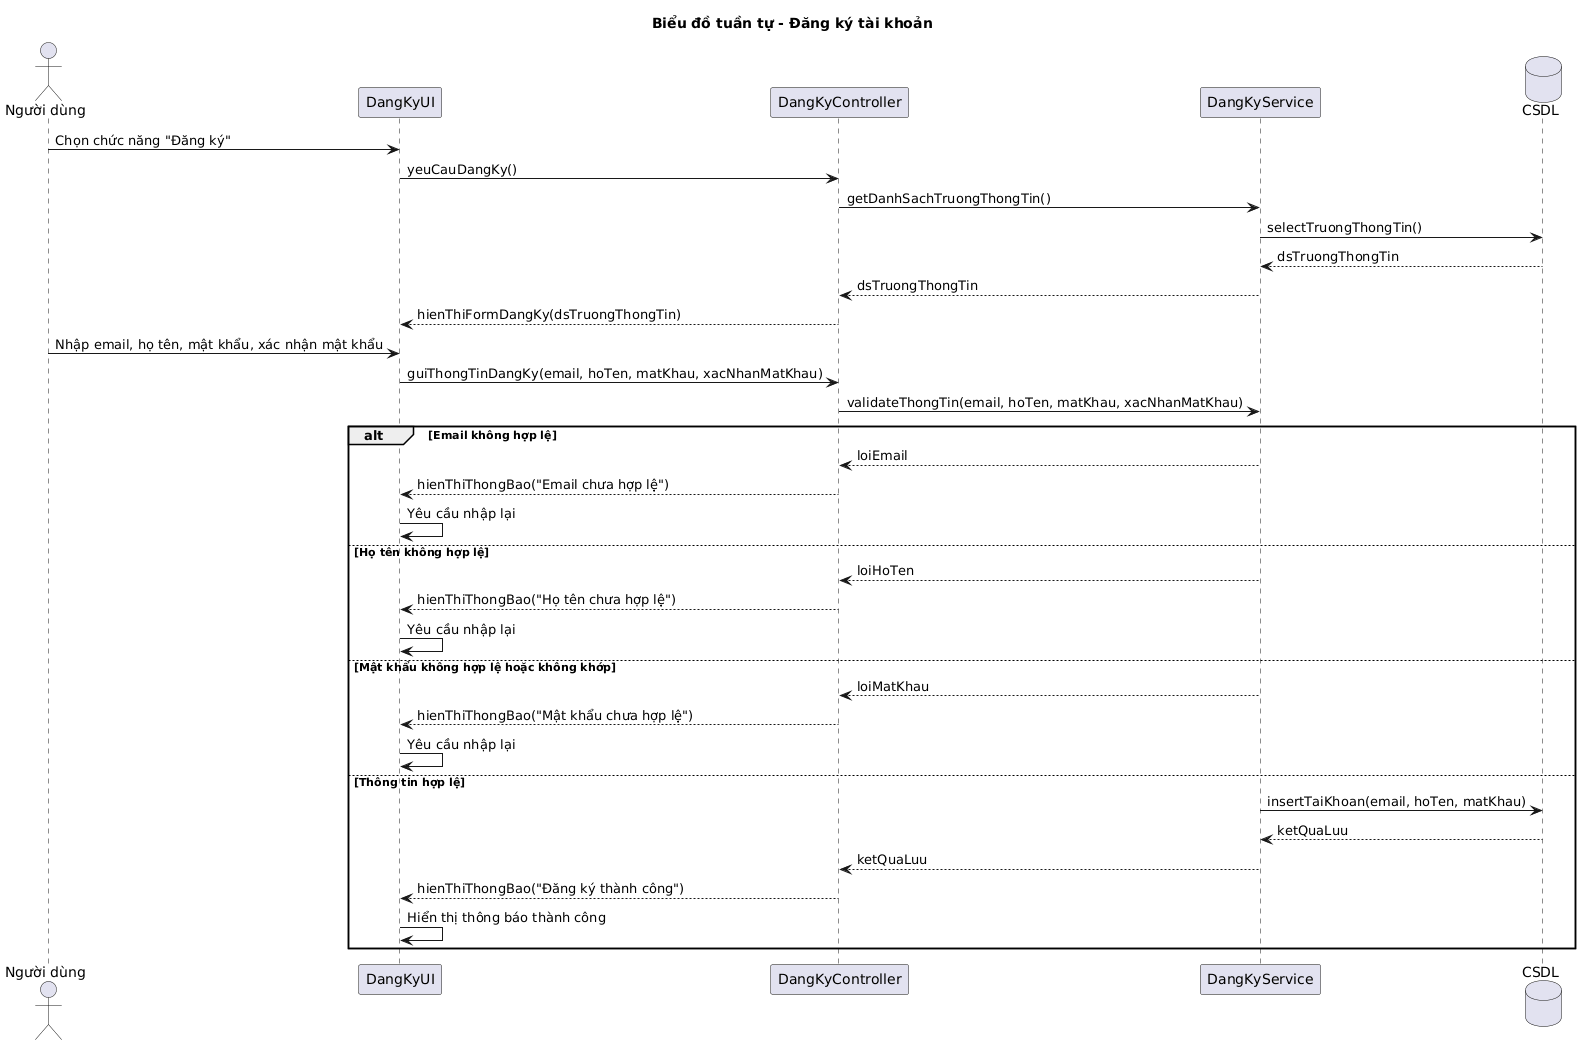 Biểu đồ tuần tự - Đăng ký tài khoản
Người dùng
DangKyUI
DangKyController
DangKyService
CSDL
Chọn chức năng "Đăng ký"
yeuCauDangKy()
getDanhSachTruongThongTin()
selectTruongThongTin()
dsTruongThongTin
dsTruongThongTin
hienThiFormDangKy(dsTruongThongTin)
Nhập email, họ tên, mật khẩu, xác nhận mật khẩu
guiThongTinDangKy(email, hoTen, matKhau, xacNhanMatKhau)
validateThongTin(email, hoTen, matKhau, xacNhanMatKhau)
alt [Email không hợp lệ]
loiEmail
hienThiThongBao("Email chưa hợp lệ")
Yêu cầu nhập lại
[Họ tên không hợp lệ]
loiHoTen
hienThiThongBao("Họ tên chưa hợp lệ")
Yêu cầu nhập lại
[Mật khẩu không hợp lệ hoặc không khớp]
loiMatKhau
hienThiThongBao("Mật khẩu chưa hợp lệ")
Yêu cầu nhập lại
[Thông tin hợp lệ]
insertTaiKhoan(email, hoTen, matKhau)
ketQuaLuu
ketQuaLuu
hienThiThongBao("Đăng ký thành công")
Hiển thị thông báo thành công
Người dùng
DangKyUI
DangKyController
DangKyService
CSDL